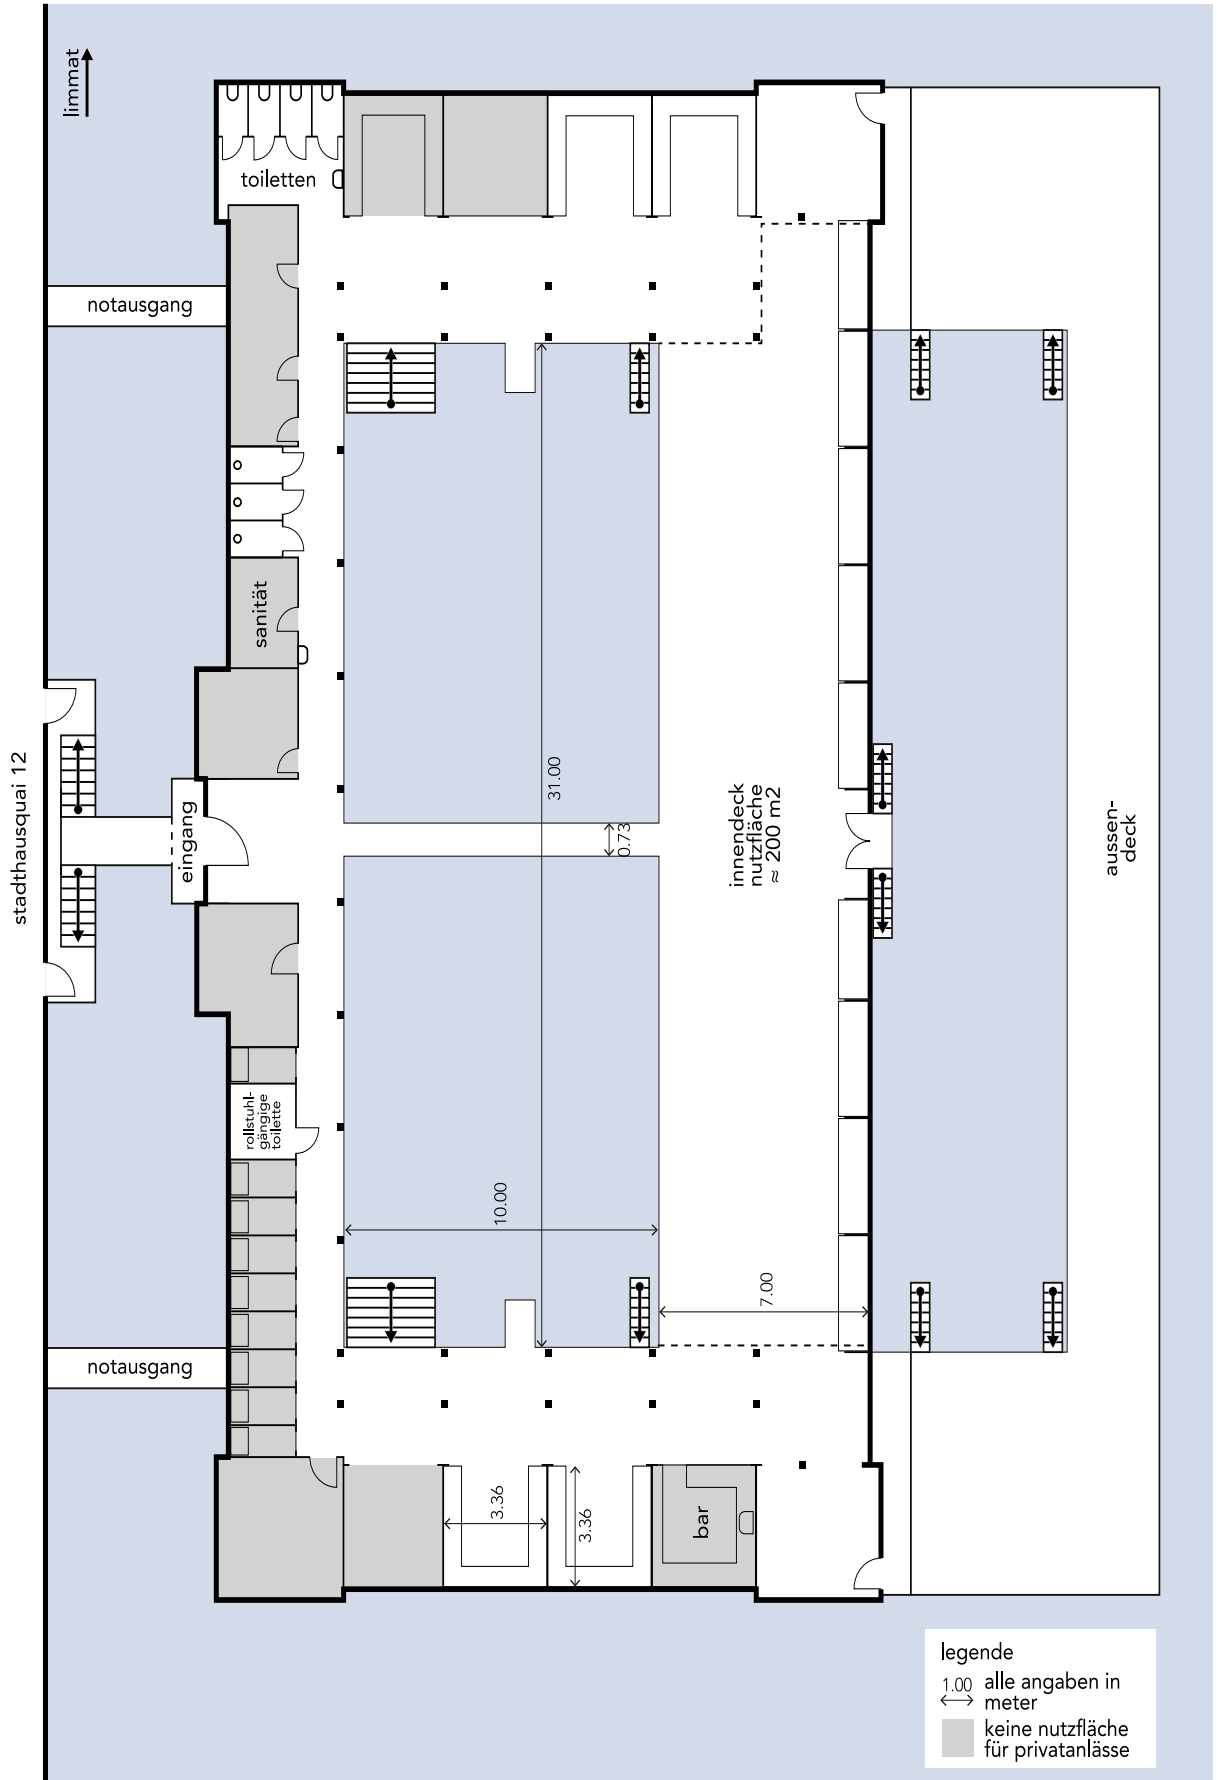 limmat
toiletten
notausgang
sanität
stadthausquai 12
eingang
31.00
0.73
innendeck
nutzfläche
≈ 200 m2
aussen-
deck
rollstuhl-
gängige
toilette
10.00
7.00
notausgang
3.36
3.36
bar
legende
1.00 alle angaben in
meter
keine nutzfläche
für privatanlässe